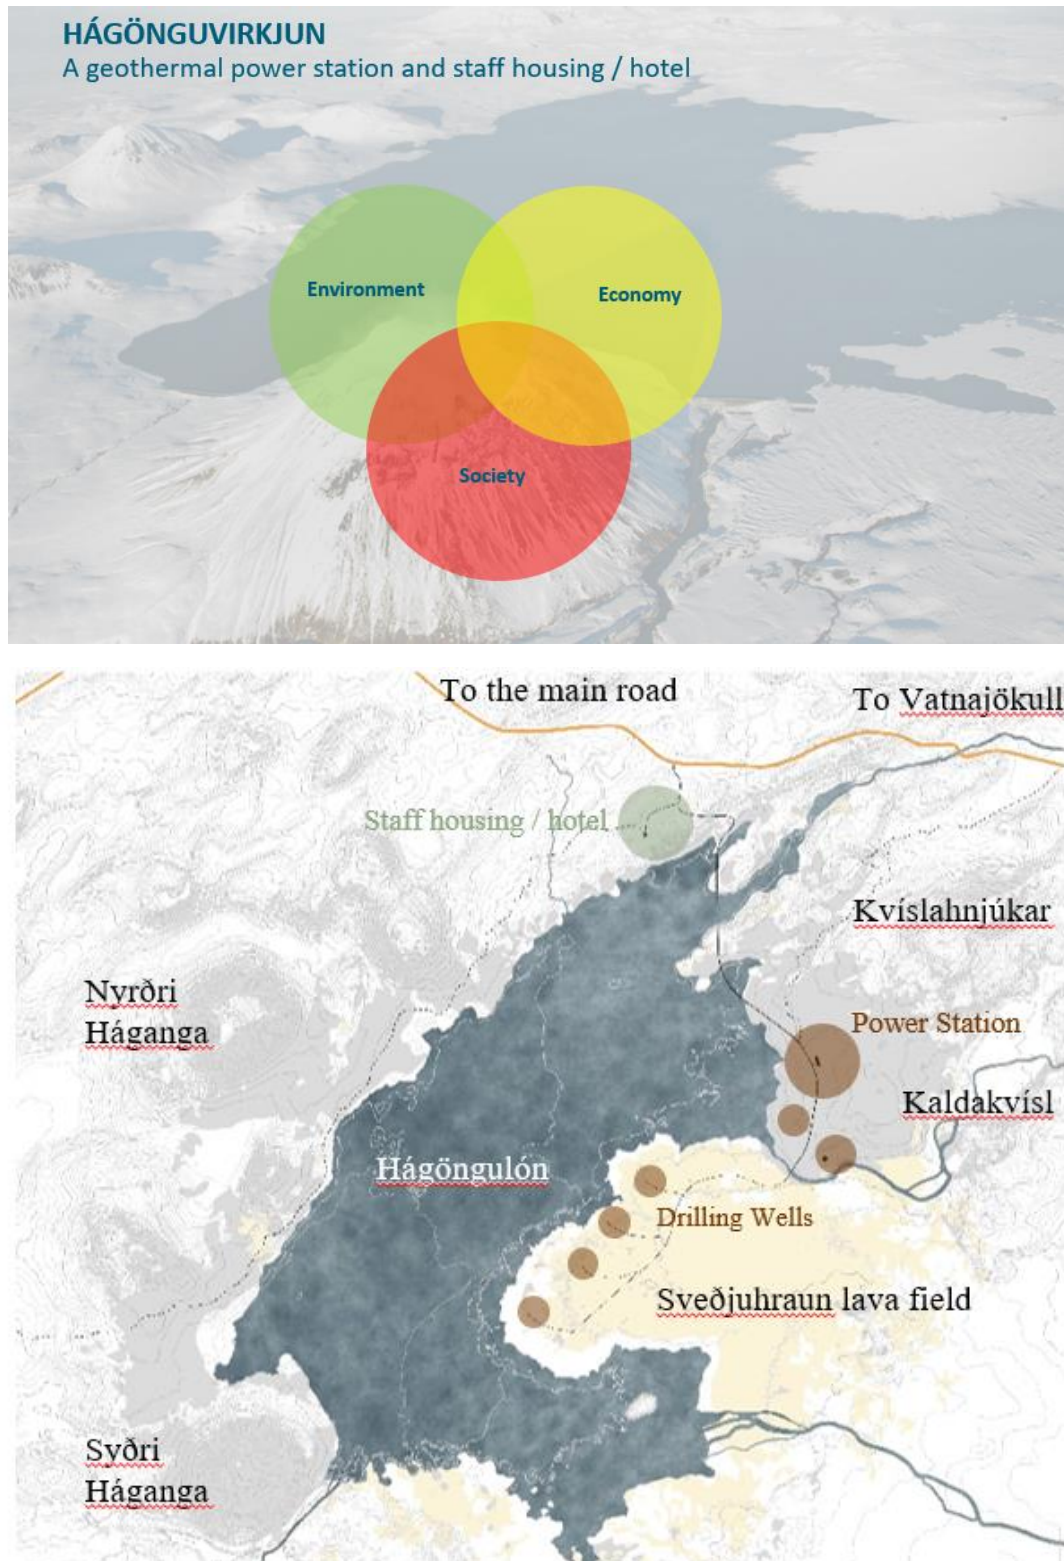 HÁGÖNGUVIRKJUN
A geothermal power station and staff housing / hotel
Environment
Economy
Society
To the main road
To Vatnajökull
Staff housing / hotel
Kvíslahnjúkar
Nyrðri
Háganga
Power Station
Kaldakvísl
Hágöngulón
Drilling Wells
Sveðjuhraun lava field
Syðri
Háganga